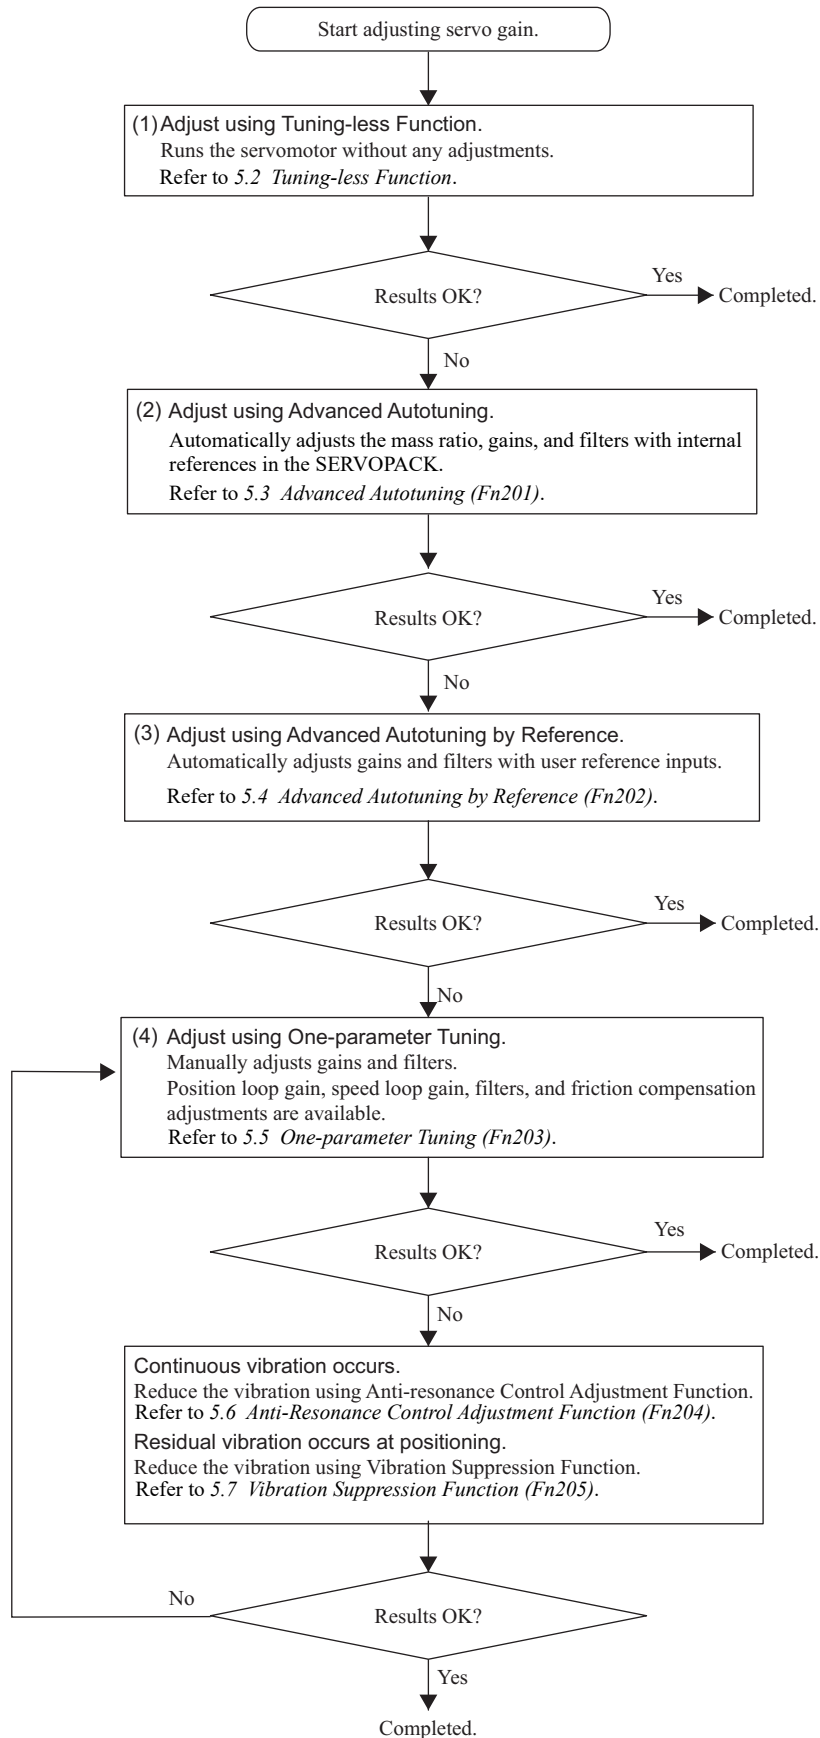 Start adjusting servo gain.
(1) Adjust using Tuning-less Function.
Runs the servomotor without any adjustments.
Refer to 5.2 Tuning-less Function.
Results OK?
Yes
Completed.
No
(2) Adjust using Advanced Autotuning.
Automatically adjusts the mass ratio, gains, and filters with internal
references in the SERVOPACK.
Refer to 5.3 Advanced Autotuning (Fn201).
Results OK?
Yes
Completed.
No
(3) Adjust using Advanced Autotuning by Reference.
Automatically adjusts gains and filters with user reference inputs.
Refer to 5.4 Advanced Autotuning by Reference (Fn202).
Results OK?
Yes
Completed.
No
(4) Adjust using One-parameter Tuning.
Manually adjusts gains and filters.
Position loop gain, speed loop gain, filters, and friction compensation
adjustments are available.
Refer to 5.5 One-parameter Tuning (Fn203).
Results OK?
Yes
Completed.
No
Continuous vibration occurs.
Reduce the vibration using Anti-resonance Control Adjustment Function.
Refer to 5.6 Anti-Resonance Control Adjustment Function (Fn204).
Residual vibration occurs at positioning.
Reduce the vibration using Vibration Suppression Function.
Refer to 5.7 Vibration Suppression Function (Fn205).
No
Results OK?
Yes
Completed.